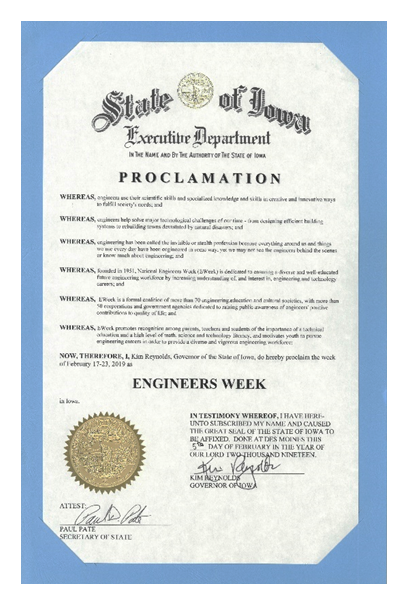 State of Iowa
Executive Department
IN THE NAME AND BY THE AUTHORITY OF THE STATE OF IOWA
PROCLAMATION
WHEREAS, engineers use their scientific skills and specialized knowledge and skills in creative and innovative ways
to fulfill society's needs; and
WHEREAS, engineers help solve major technological challenges of our time - from designing efficient building
systems to rebuilding towns devastated by natural disasters; and
WHEREAS, engineering has been called the invisible or stealth profession because everything around us and things
we use every day have been engineered in some way, yet we may not see the engineers behind the scenes
or know much about engineering; and
WHEREAS, founded in 1951, National Engineers Week (EWeek) is dedicated to ensuring a diverse and well-educated
future engineering workforce by increasing understanding of, and interest in, engineering and technology
careers; and
WHEREAS, EWeek is a formal coalition of more than 70 engineering, education and cultural societies, with more than
50 corporations and government agencies dedicated to raising public awareness of engineers' positive
contributions to quality of life; and
WHEREAS, EWeek promotes recognition among parents, teachers and students of the importance of a technical
education and a high level of math, science and technology literacy, and motivates youth to pursue
engineering careers in order to provide a diverse and vigorous engineering workforce;
NOW, THEREFORE, I, Kim Reynolds, Governor of the State of Iowa, do hereby proclaim the week
of February 17-23, 2019 as
ENGINEERS WEEK
in Iowa.
IN TESTIMONY WHEREOF, I HAVE HERE-
UNTO SUBSCRIBED MY NAME AND CAUSED
THE GREAT SEAL OF THE STATE OF IOWA TO
BE AFFIXED. DONE AT DES MOINES THIS
5th DAY OF FEBRUARY IN THE YEAR OF
OUR LORD TWO THOUSAND NINETEEN.
Kim Reynolds
KIM REYNOLDS
GOVERNOR OF IOWA
ATTEST:
Paul D. Pate
PAUL PATE
SECRETARY OF STATE